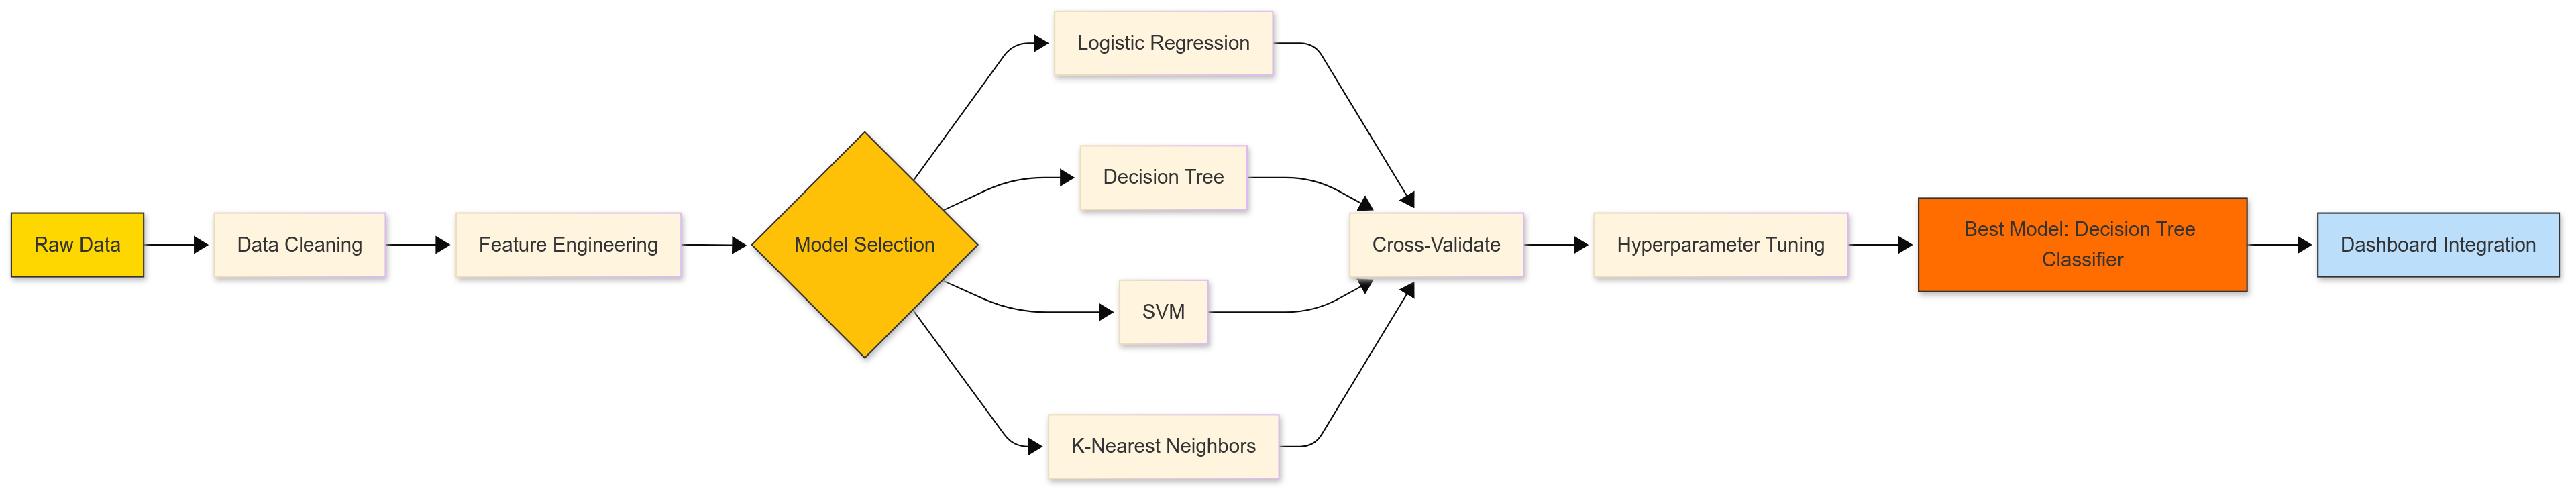 Raw Data
Data Cleaning
Feature Engineering
Model Selection
Logistic Regression
Decision Tree
SVM
K-Nearest Neighbors
Cross-Validate
Hyperparameter Tuning
Best Model: Decision Tree
Classifier
Dashboard Integration